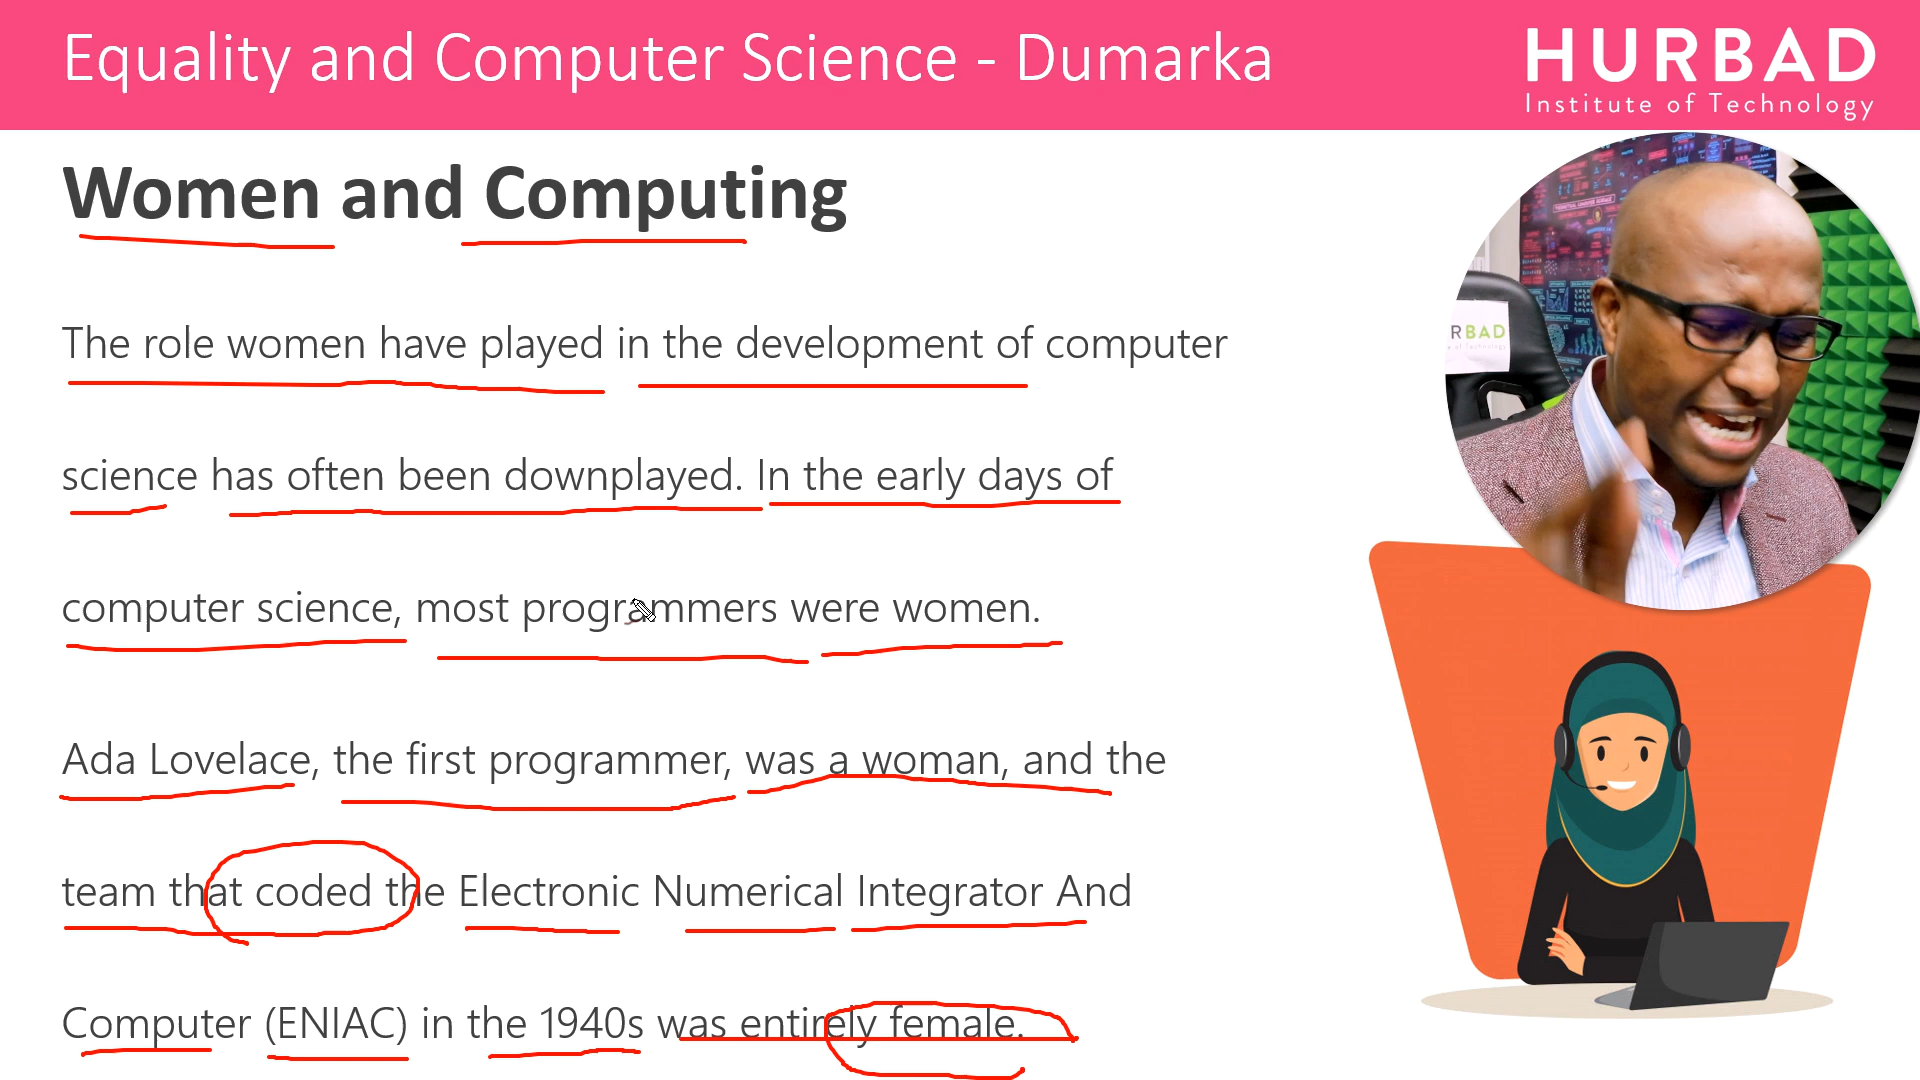 Equality and Computer Science - Dumarka
HURBAD
Institute of Technology
Women and Computing
The role women have played in the development of computer
science has often been downplayed. In the early days of
computer science, most programmers were women.
Ada Lovelace, the first programmer, was a woman, and the
team that coded the Electronic Numerical Integrator And
Computer (ENIAC) in the 1940s was entirely female.
RBAD